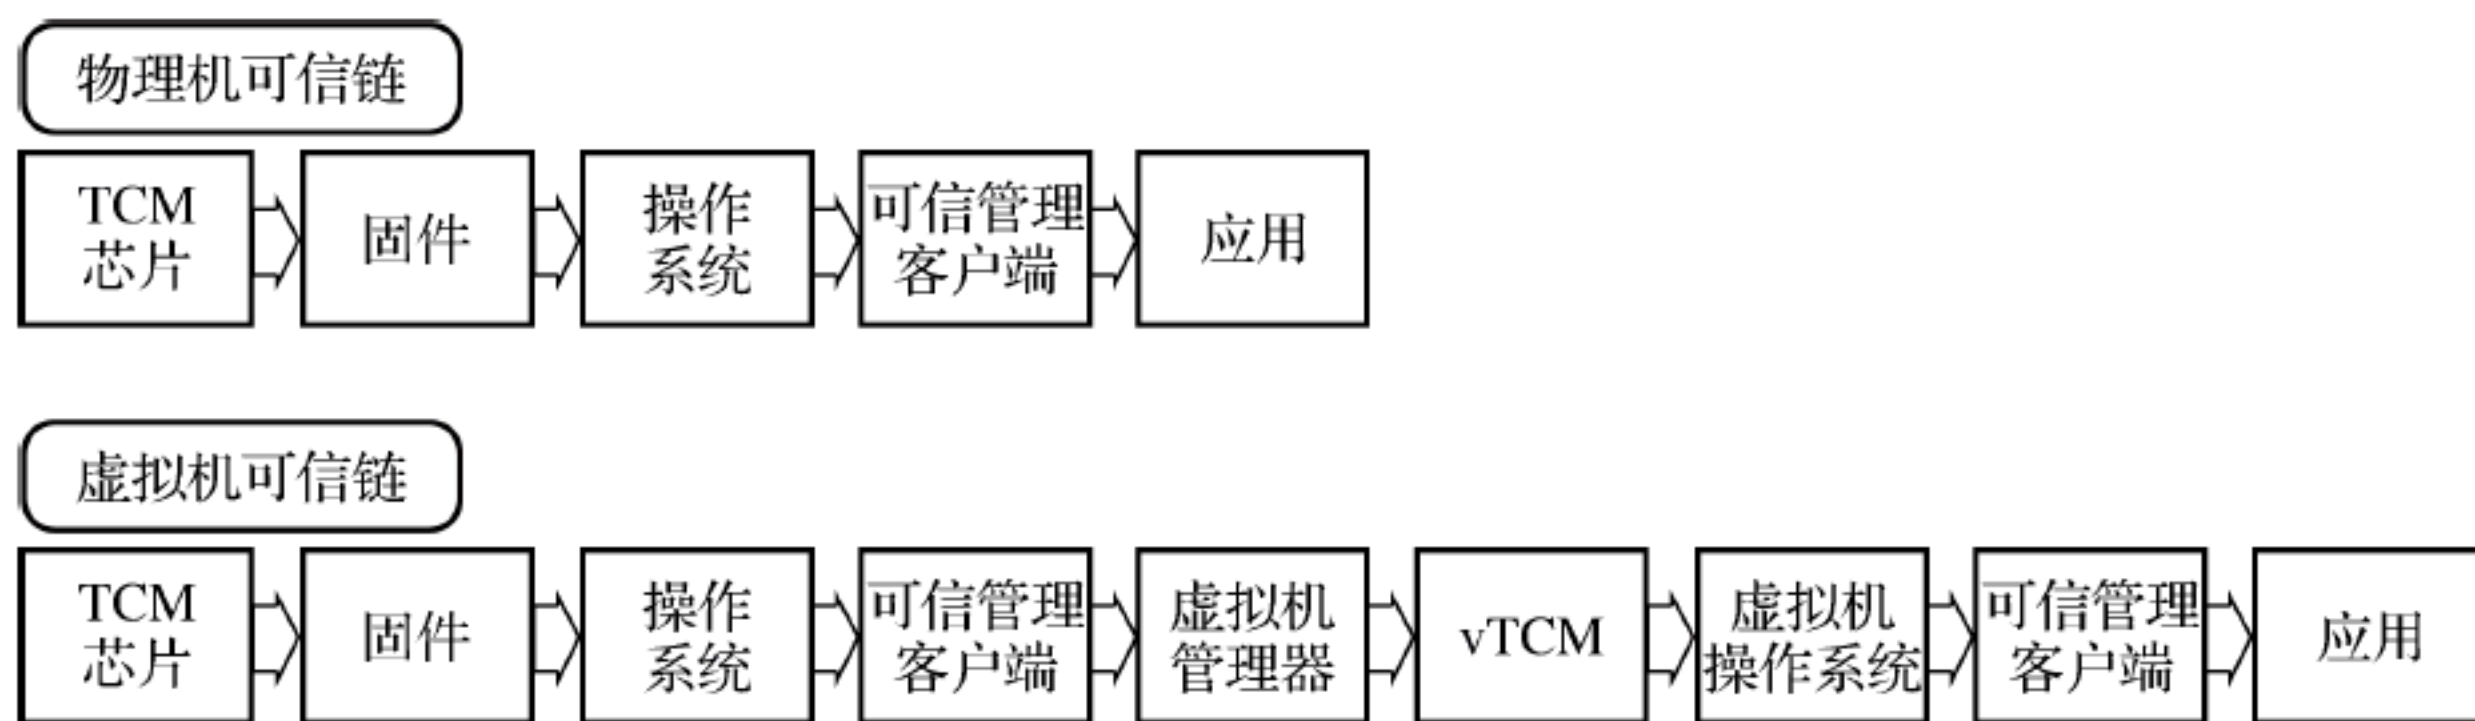 物理机可信链
TCM
芯片
固件
操作
系统
可信管理
客户端
应用
虚拟机可信链
TCM
芯片
固件
操作
系统
可信管理
客户端
虚拟机
管理器
vTCM
虚拟机
操作系统
可信管理
客户端
应用